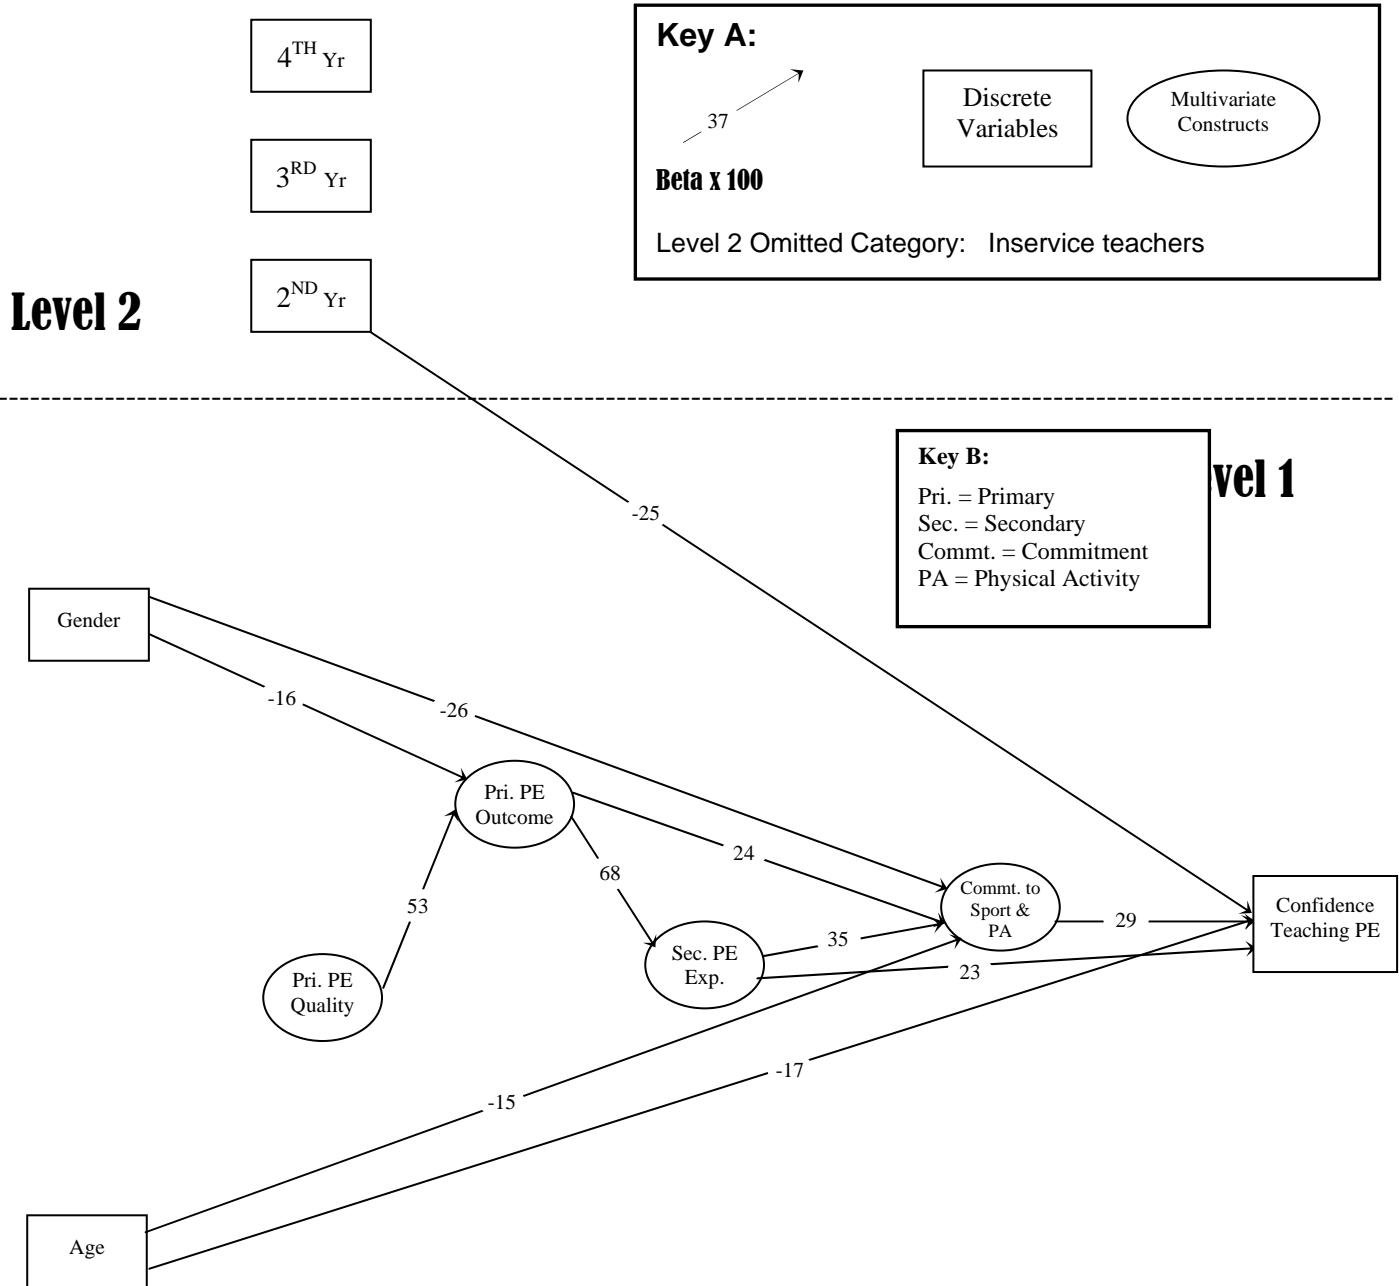 4TH Yr
3RD Yr
2ND Yr
Level 2
Key A:
37
Beta x 100
Discrete
Variables
Multivariate
Constructs
Level 2 Omitted Category: Inservice teachers
-25
Key B:
Pri. = Primary
Sec. = Secondary
Commt. = Commitment
PA = Physical Activity
vel 1
Gender
-16
-26
Pri. PE
Outcome
24
68
53
Pri. PE
Quality
Sec. PE
Exp.
35
23
Commt. to
Sport &
PA
29
Confidence
Teaching PE
-15
-17
Age